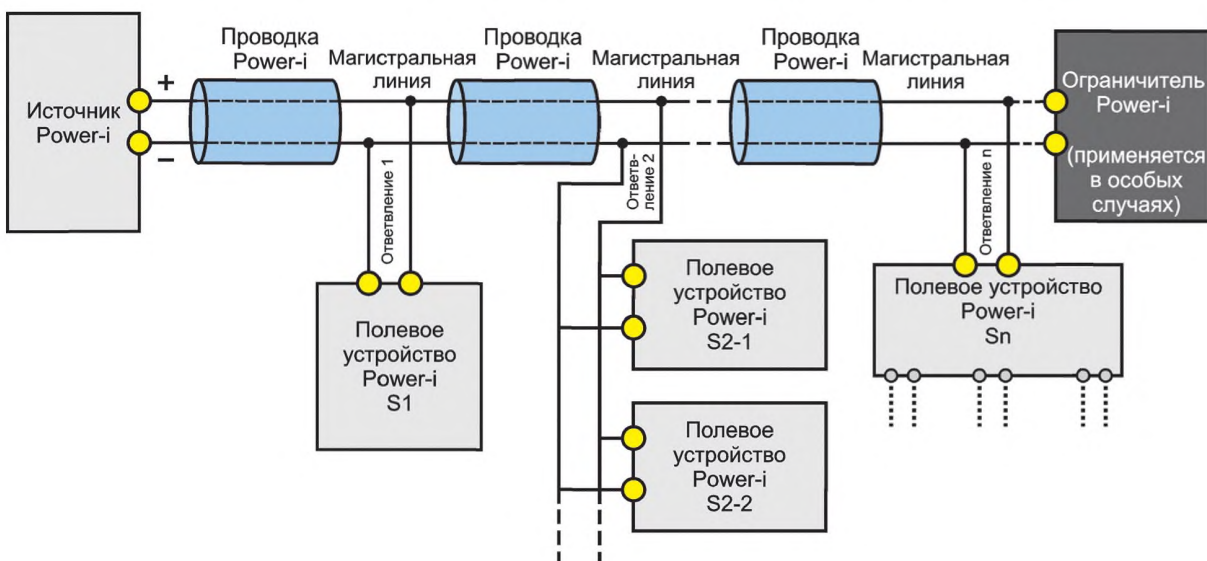 Источник
Power-i
+
−
Проводка
Power-i
Магистральная
линия
Проводка
Power-i
Магистральная
линия
Проводка
Power-i
Магистральная
линия
Ограничитель
Power-i
(применяется
в особых
случаях)
Ответвление 1
Ответв-
ление 2
Ответвление n
Полевое
устройство
Power-i
S1
Полевое
устройство
Power-i
S2-1
Полевое
устройство
Power-i
S2-2
Полевое устройство
Power-i
Sn